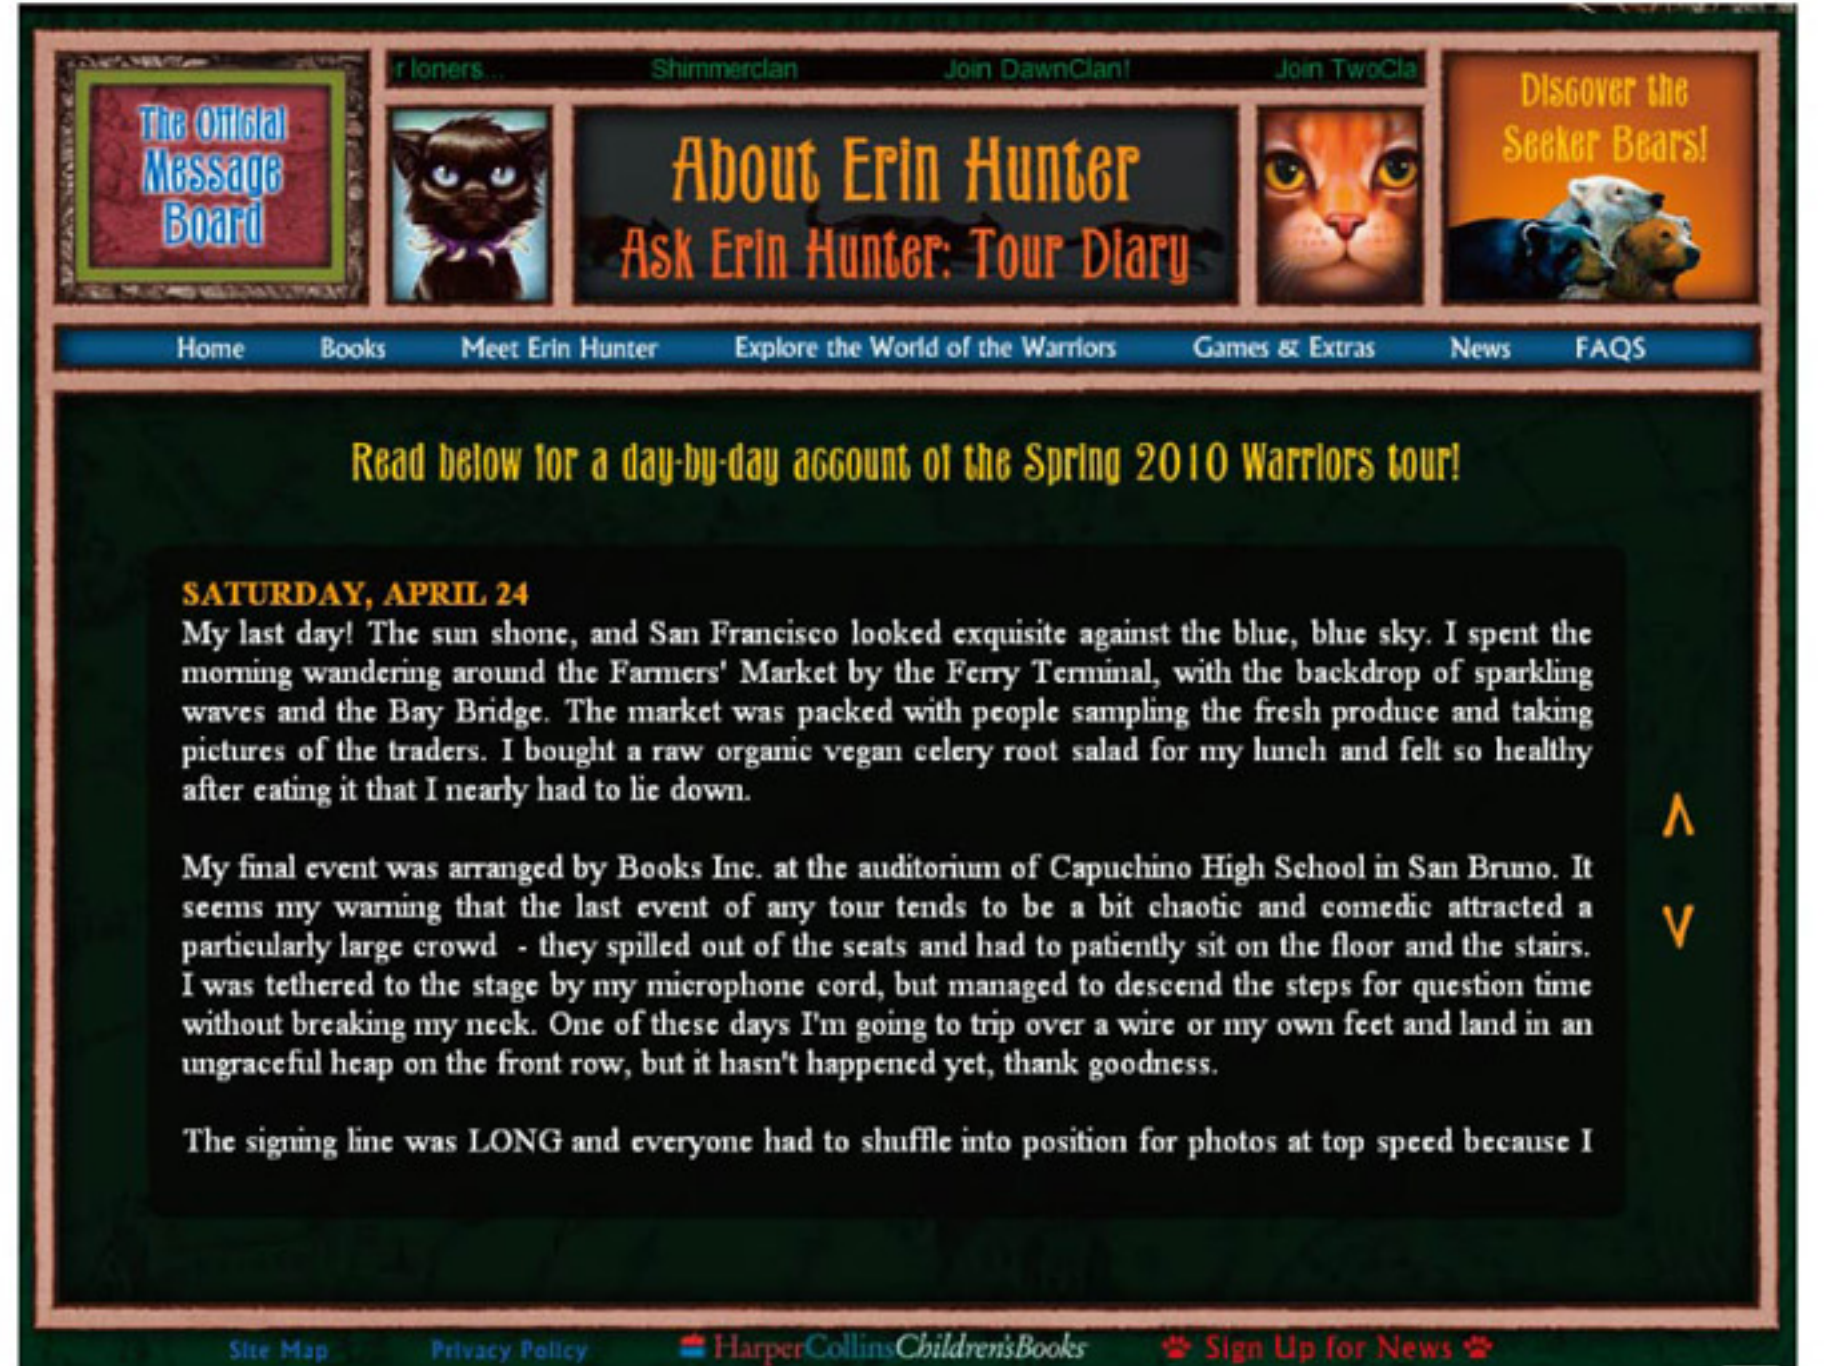 r loners...
Shimmerclan
Join DawnClan!
Join TwoCla
The Official
Message
Board
About Erin Hunter
Ask Erin Hunter: Tour Diary
Discover the
Seeker Bears!
Home
Books
Meet Erin Hunter
Explore the World of the Warriors
Games & Extras
News
FAQS
Read below for a day-by-day account of the Spring 2010 Warriors tour!
SATURDAY, APRIL 24
My last day! The sun shone, and San Francisco looked exquisite against the blue, blue sky. I spent the
morning wandering around the Farmers' Market by the Ferry Terminal, with the backdrop of sparkling
waves and the Bay Bridge. The market was packed with people sampling the fresh produce and taking
pictures of the traders. I bought a raw organic vegan celery root salad for my lunch and felt so healthy
after eating it that I nearly had to lie down.
My final event was arranged by Books Inc. at the auditorium of Capuchino High School in San Bruno. It
seems my warning that the last event of any tour tends to be a bit chaotic and comedic attracted a
particularly large crowd - they spilled out of the seats and had to patiently sit on the floor and the stairs.
I was tethered to the stage by my microphone cord, but managed to descend the steps for question time
without breaking my neck. One of these days I'm going to trip over a wire or my own feet and land in an
ungraceful heap on the front row, but it hasn't happened yet, thank goodness.
The signing line was LONG and everyone had to shuffle into position for photos at top speed because I
Site Map
Privacy Policy
HarperCollinsChildren'sBooks
Sign Up for News